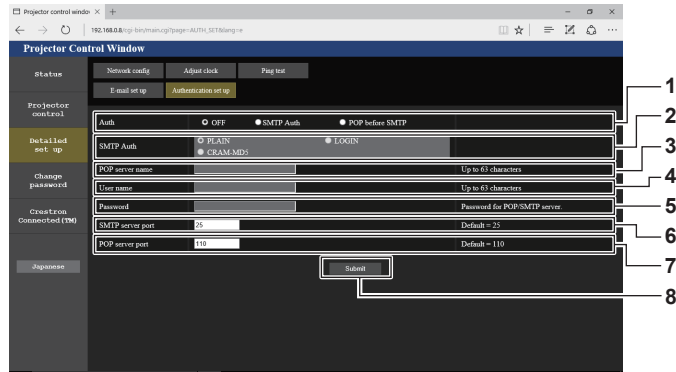 Projector control windov
192.168.0.8/cgi-bin/main.cgi?page=AUTH_SET&lang=e
Projector Control Window
Status
Projector
control
Detailed
set up
Change
password
Crestron
Connected(TM)
Japanese
Network config Adjust clock Ping test
E-mail set up Authentication set up
Auth OFF SMTP Auth POP before SMTP
SMTP Auth PLAIN LOGIN
CRAM-MD5
POP server name Up to 63 characters
User name Up to 63 characters
Password Password for POP/SMTP server.
SMTP server port 25 Default = 25
POP server port 110 Default = 110
Submit
1
2
3
4
5
6
7
8